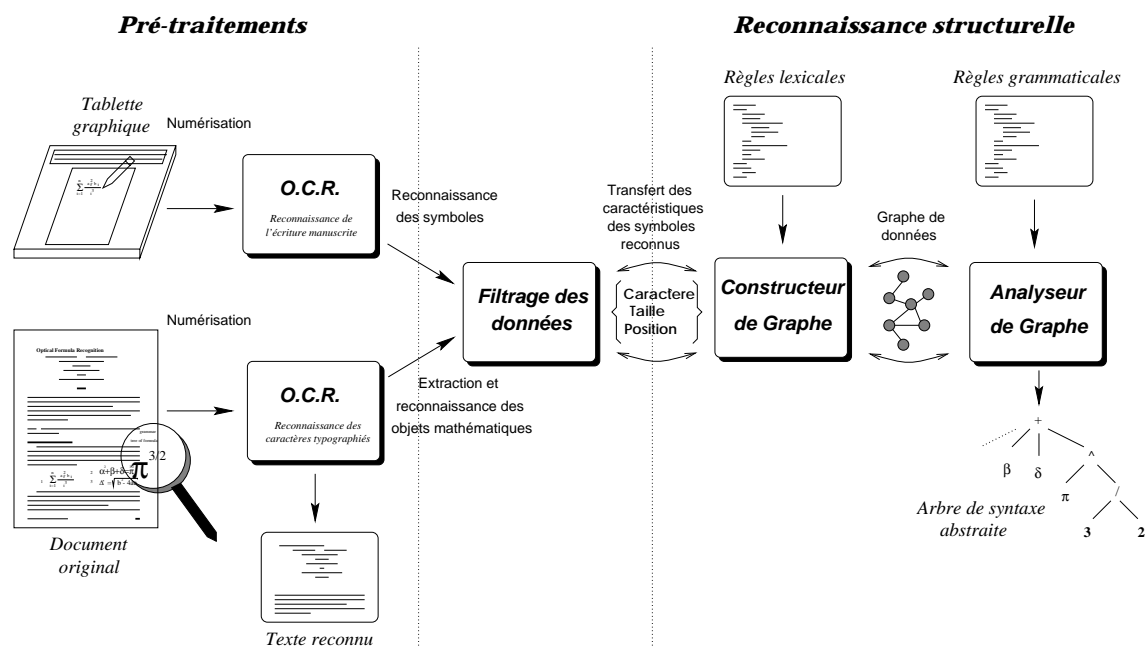 Pré-traitements
Reconnaissance structurelle
Tablette
graphique
Numérisation
O.C.R.
Reconnaissance de
l'écriture manuscrite
Reconnaissance
des symboles
Numérisation
Optical Formula Recognition
π 3/2
Document
original
O.C.R.
Reconnaissance des
caractères typographiés
Extraction et
reconnaissance des
objets mathématiques
Texte reconnu
Filtrage des
données
Transfert des
caractéristiques
des symboles
reconnus
Caractere
Taille
Position
Règles lexicales
Constructeur
de Graphe
Graphe de
données
Règles grammaticales
Analyseur
de Graphe
+
β δ ^
π /
3 2
Arbre de syntaxe
abstraite